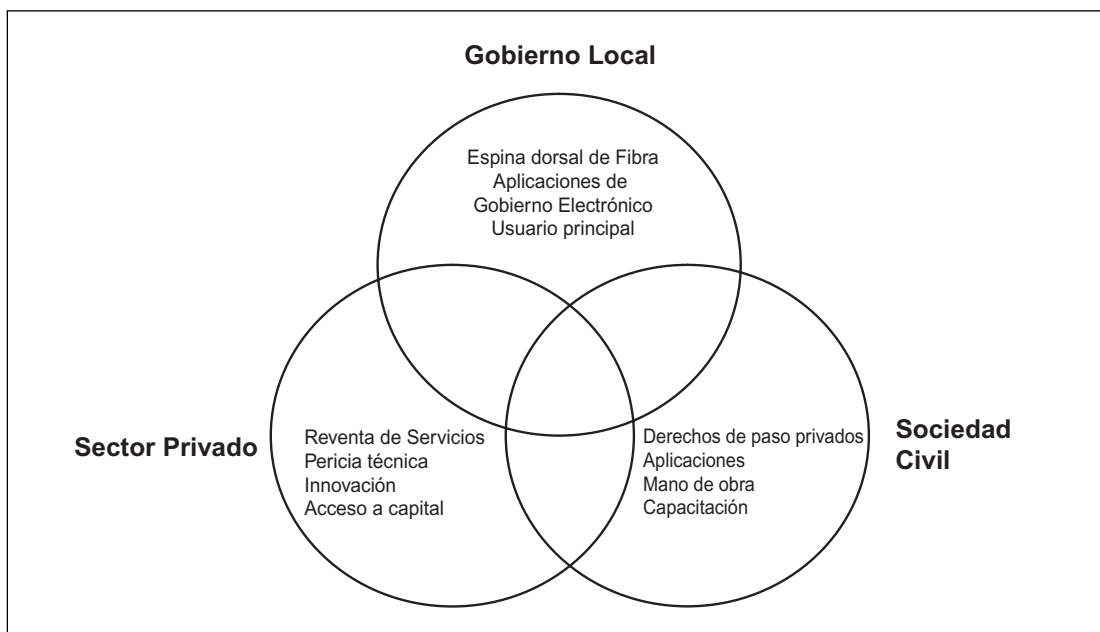 Gobierno Local
Espina dorsal de Fibra
Aplicaciones de
Gobierno Electrónico
Usuario principal
Sector Privado
Reventa de Servicios
Pericia técnica
Innovación
Acceso a capital
Derechos de paso privados
Aplicaciones
Mano de obra
Capacitación
Sociedad
Civil